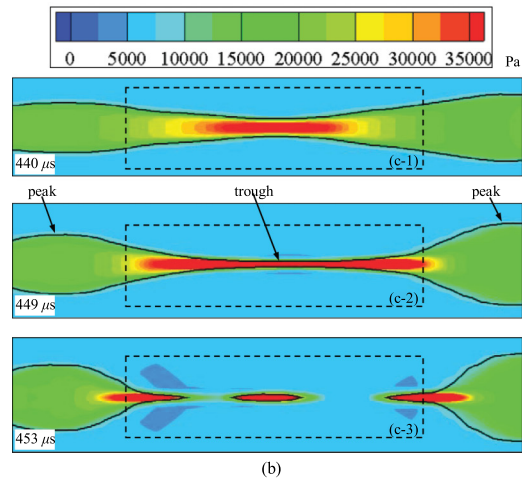 0 5000 10000 15000 20000 25000 30000 35000 Pa
440 μs
(c-1)
peak trough peak
449 μs
(c-2)
453 μs
(c-3)
(b)